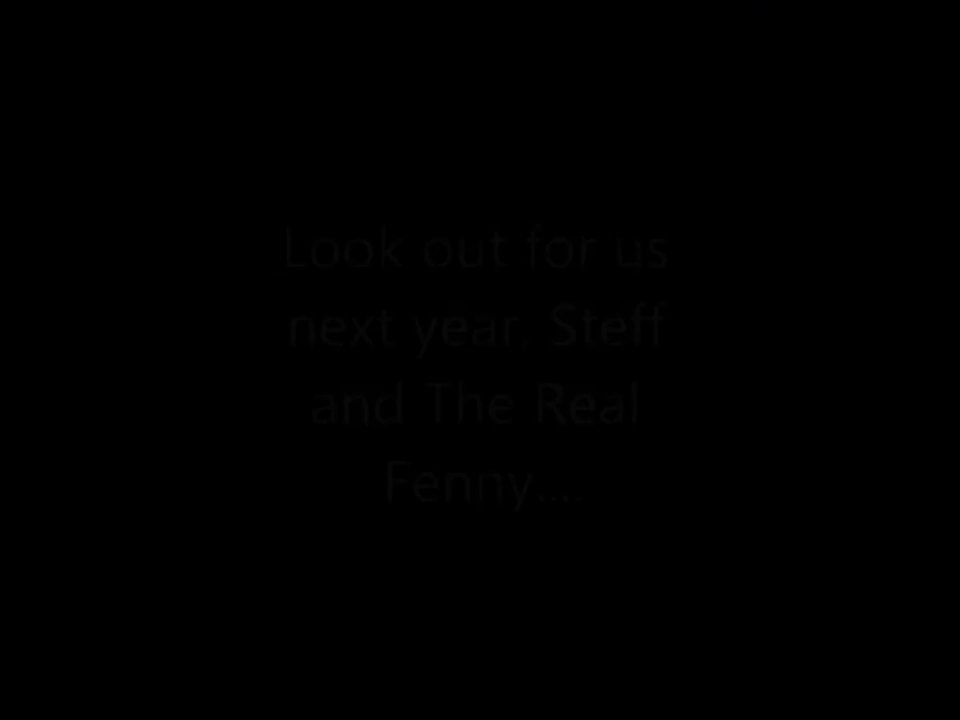 Look out for us
next year, Steff
and The Real
Fenny....